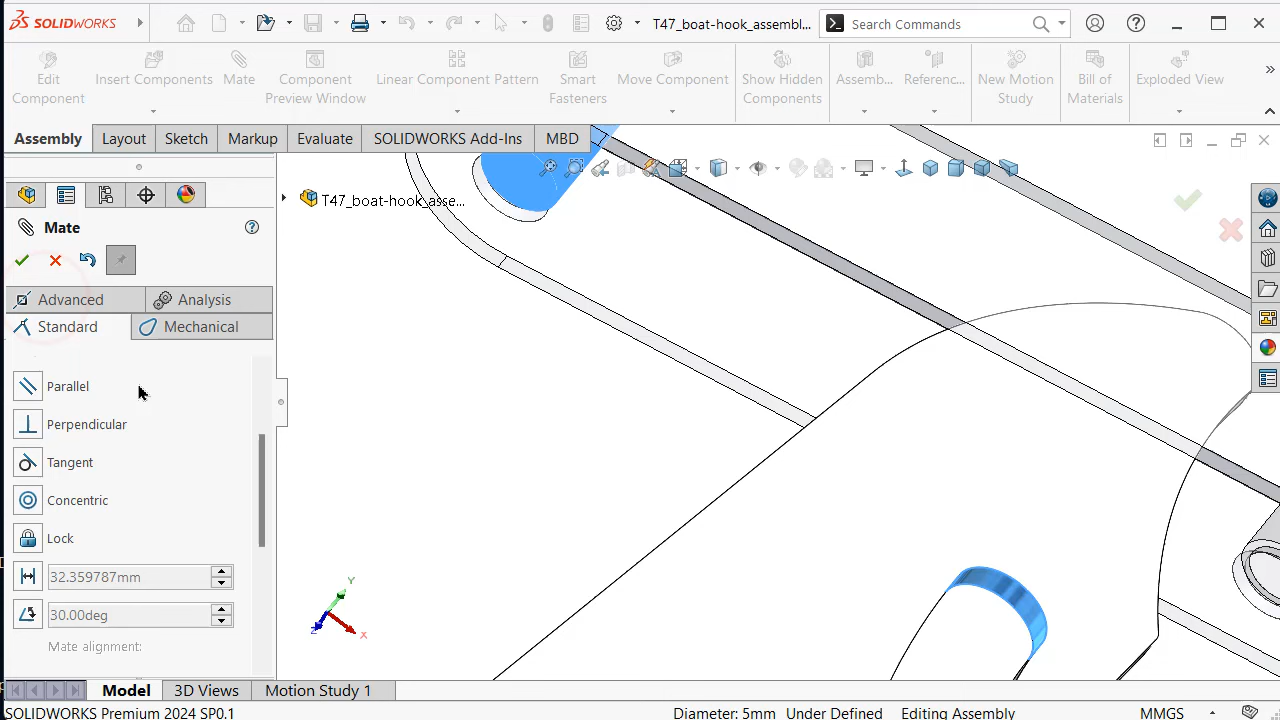 SOLIDWORKS
T47_boat-hook_assembl...
Search Commands
Edit Component
Insert Components
Mate
Component Preview Window
Linear Component Pattern
Smart Fasteners
Move Component
Show Hidden Components
Assemb...
Referenc...
New Motion Study
Bill of Materials
Exploded View
Assembly
Layout
Sketch
Markup
Evaluate
SOLIDWORKS Add-Ins
MBD
T47_boat-hook_asse...
Mate
Advanced
Analysis
Standard
Mechanical
Parallel
Perpendicular
Tangent
Concentric
Lock
32.359787mm
30.00deg
Mate alignment:
Y
Z
X
Model
3D Views
Motion Study 1
SOLIDWORKS Premium 2024 SP0.1
Diameter: 5mm
Under Defined
Editing Assembly
MMGS